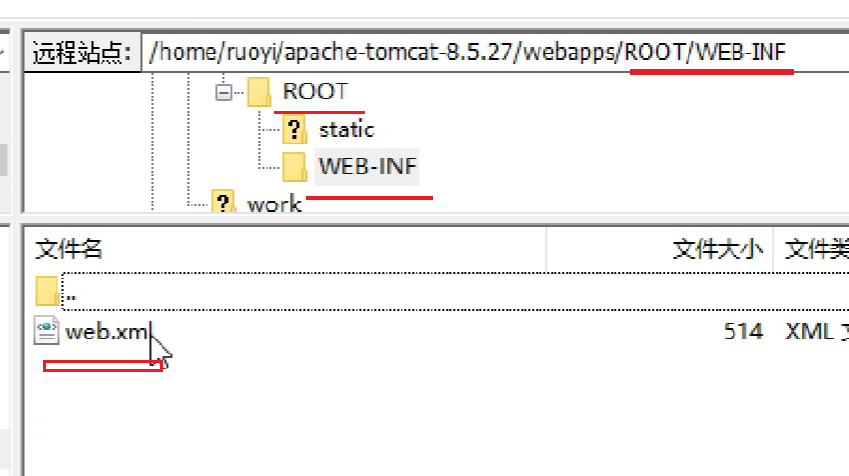 远程站点: /home/ruoyi/apache-tomcat-8.5.27/webapps/ROOT/WEB-INF
ROOT
static
WEB-INF
work
文件名 文件大小 文件类
..
web.xml 514 XML